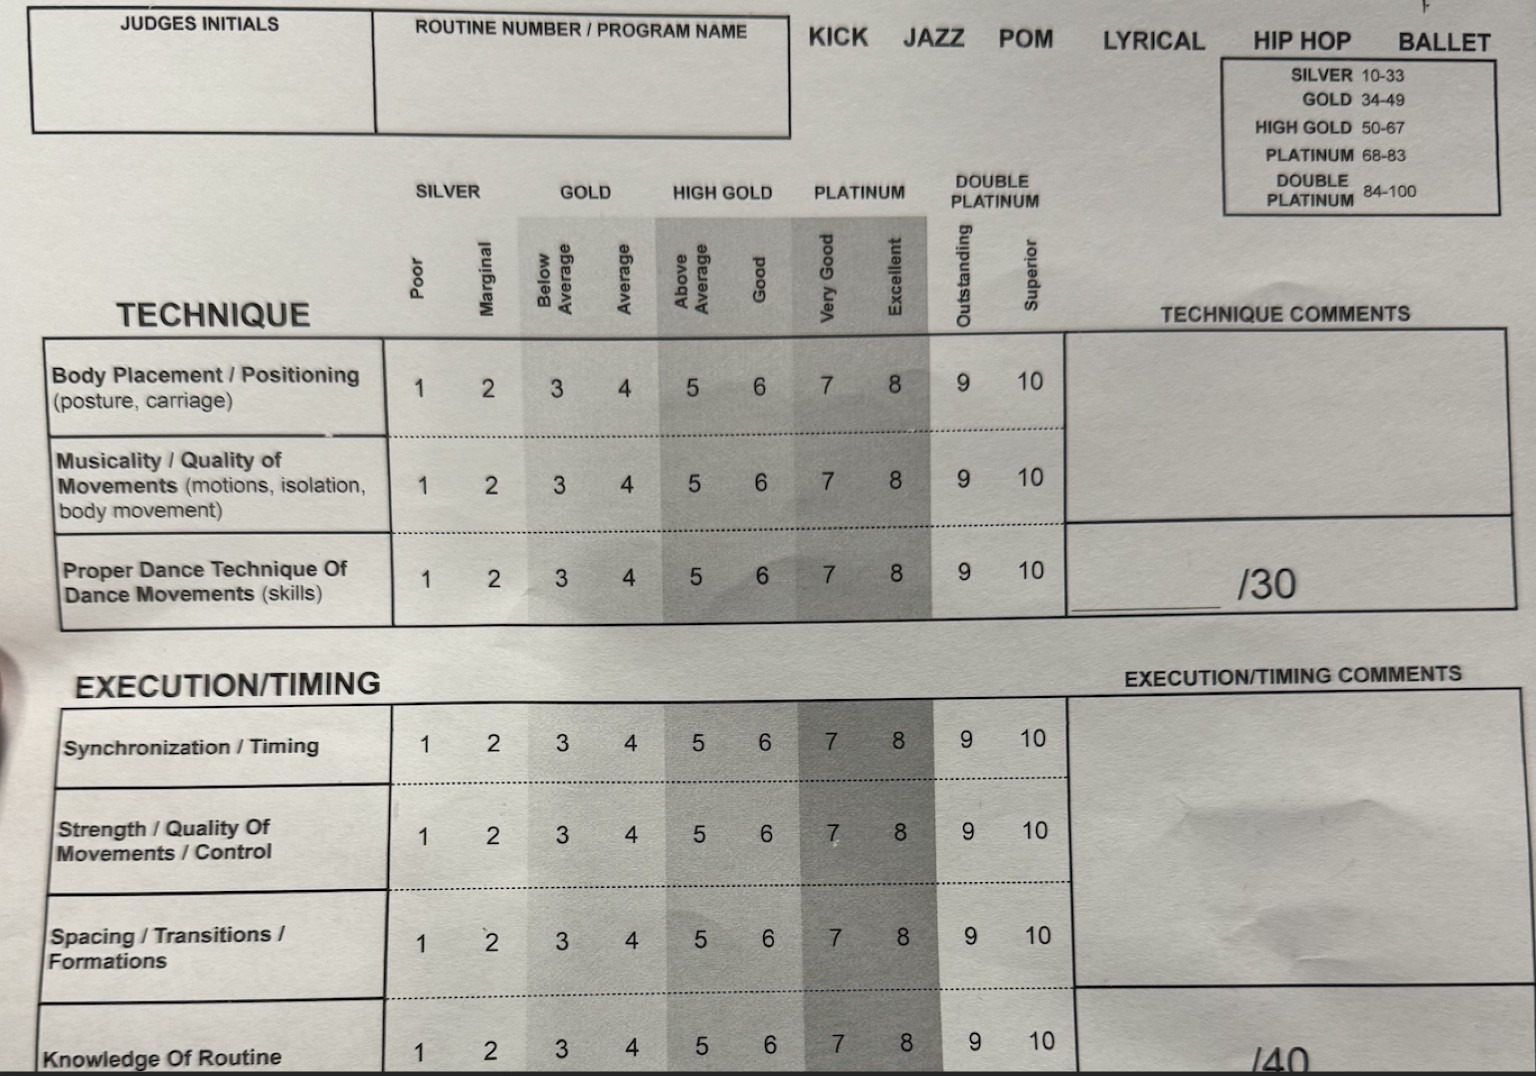 JUDGES INITIALS
ROUTINE NUMBER / PROGRAM NAME
KICK JAZZ POM LYRICAL HIP HOP BALLET
SILVER 10-33
GOLD 34-49
HIGH GOLD 50-67
PLATINUM 68-83
DOUBLE
PLATINUM 84-100
SILVER GOLD HIGH GOLD PLATINUM DOUBLE
PLATINUM
Poor
Marginal
Below
Average
Average
Above
Average
Good
Very Good
Excellent
Outstanding
Superior
TECHNIQUE
TECHNIQUE COMMENTS
Body Placement / Positioning
(posture, carriage)
1 2 3 4 5 6 7 8 9 10
Musicality / Quality of
Movements (motions, isolation,
body movement)
1 2 3 4 5 6 7 8 9 10
Proper Dance Technique Of
Dance Movements (skills)
1 2 3 4 5 6 7 8 9 10
/30
EXECUTION/TIMING
EXECUTION/TIMING COMMENTS
Synchronization / Timing
1 2 3 4 5 6 7 8 9 10
Strength / Quality Of
Movements / Control
1 2 3 4 5 6 7 8 9 10
Spacing / Transitions /
Formations
1 2 3 4 5 6 7 8 9 10
Knowledge Of Routine
1 2 3 4 5 6 7 8 9 10
/40